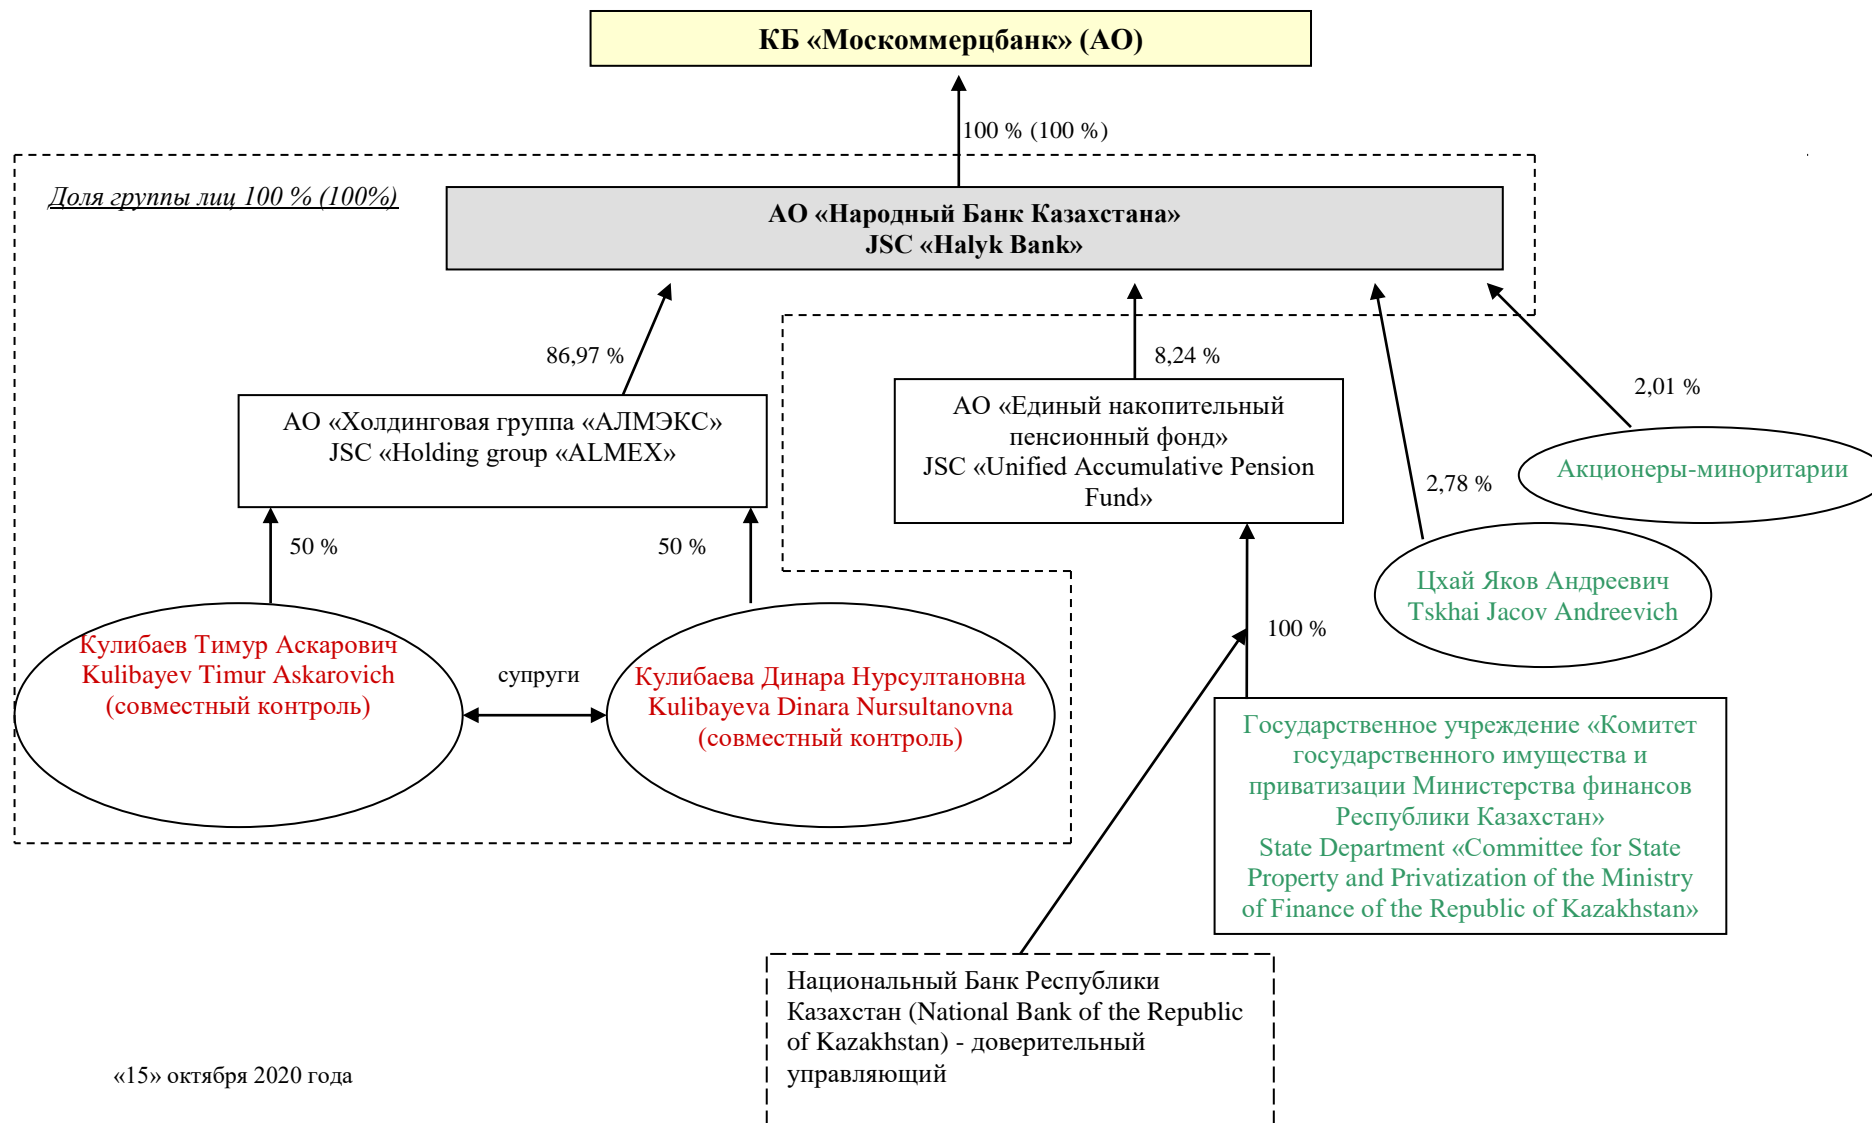 КБ «Москоммерцбанк» (АО)
100 % (100 %)
Доля группы лиц 100 % (100%)
АО «Народный Банк Казахстана»
JSC «Halyk Bank»
86,97 %
8,24 %
2,78 %
2,01 %
АО «Холдинговая группа «АЛМЭКС»
JSC «Holding group «ALMEX»
АО «Единый накопительный
пенсионный фонд»
JSC «Unified Accumulative Pension
Fund»
Акционеры-миноритарии
Цхай Яков Андреевич
Tskhai Jacov Andreevich
50 %
50 %
100 %
Кулибаев Тимур Аскарович
Kulibayev Timur Askarovich
(совместный контроль)
супруги
Кулибаева Динара Нурсултановна
Kulibayeva Dinara Nursultanovna
(совместный контроль)
Государственное учреждение «Комитет
государственного имущества и
приватизации Министерства финансов
Республики Казахстан»
State Department «Committee for State
Property and Privatization of the Ministry
of Finance of the Republic of Kazakhstan»
Национальный Банк Республики
Казахстан (National Bank of the Republic
of Kazakhstan) - доверительный
управляющий
«15» октября 2020 года